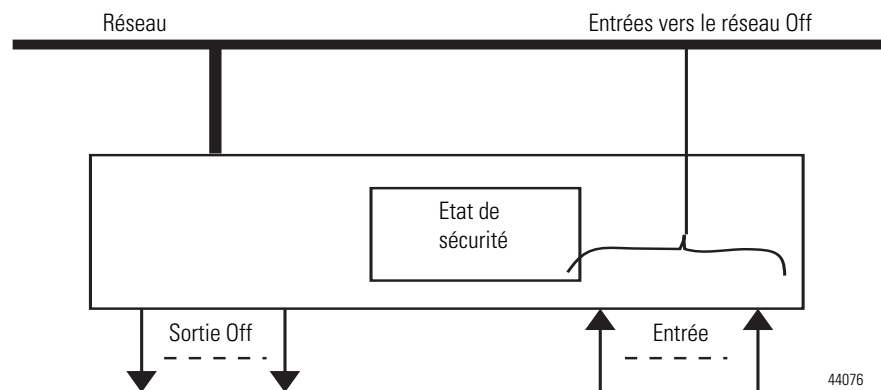 Réseau
Entrées vers le réseau Off
Etat de
sécurité
Sortie Off
Entrée
44076